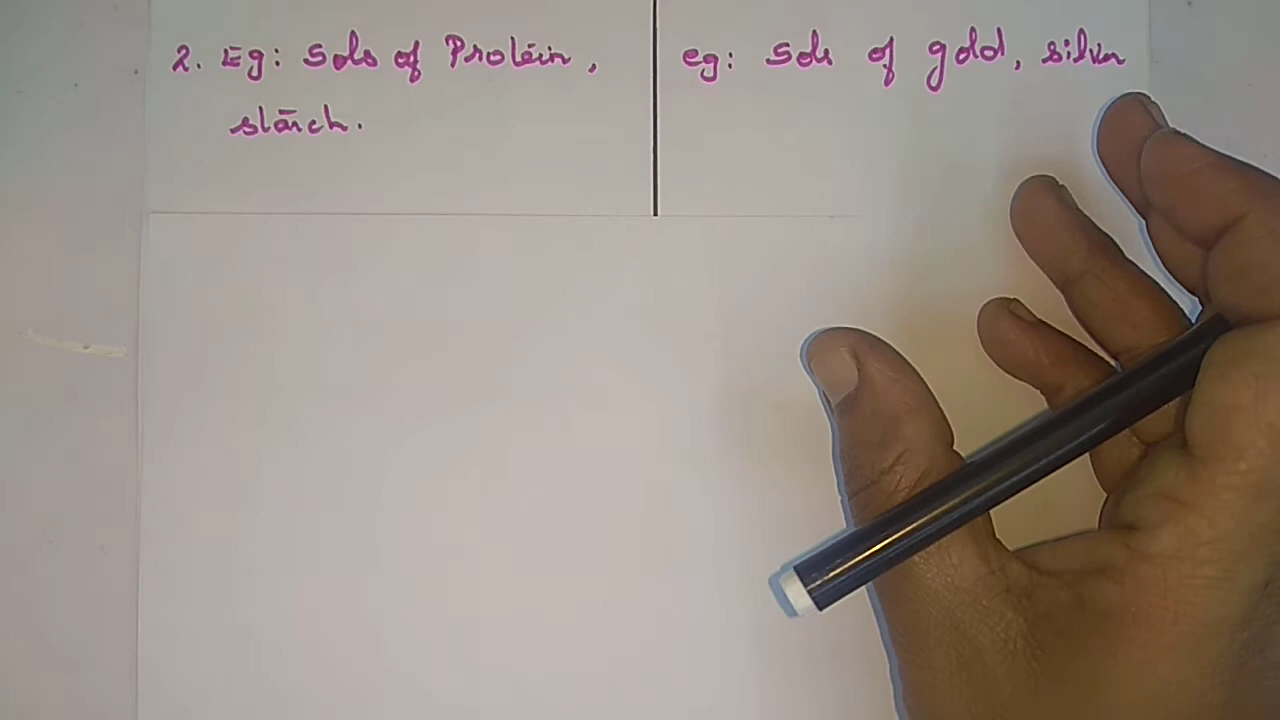 2. Eg: Sols of Protein,
starch.
eg: Sols of gold, silver